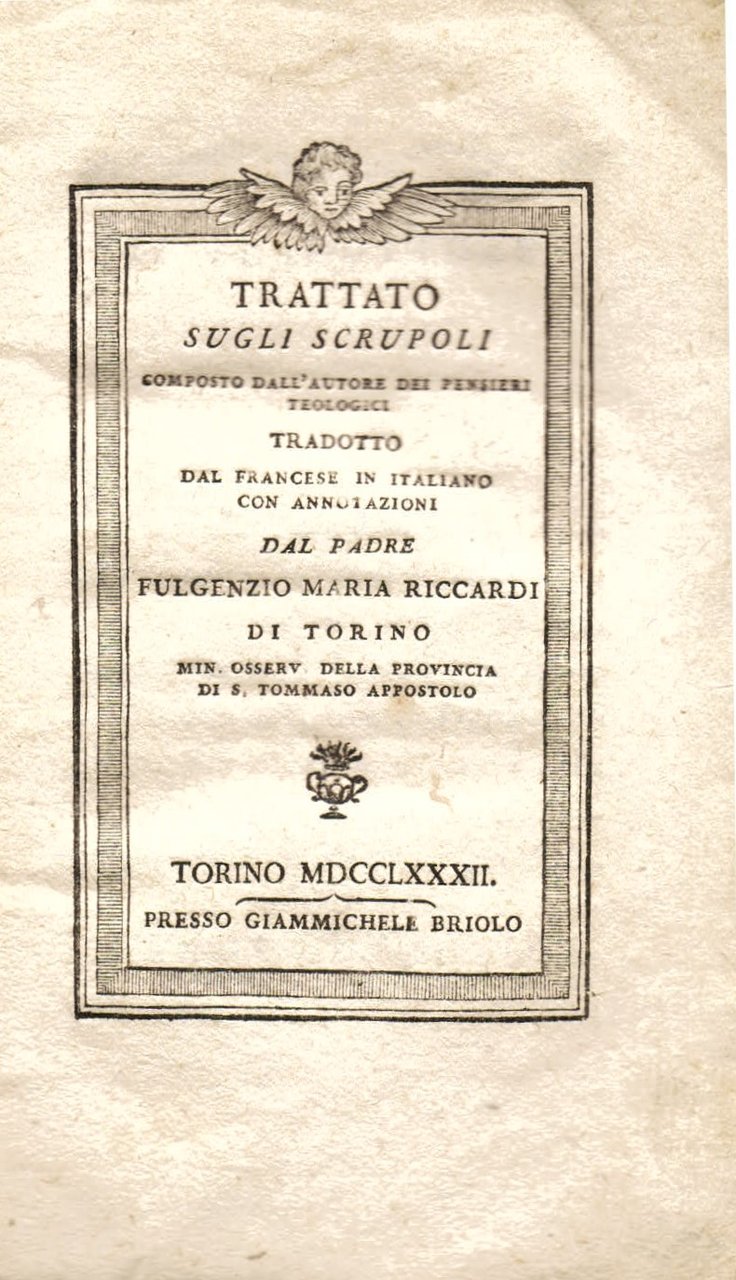 TRATTATO
SUGLI SCRUPOLI
COMPOSTO DALL'AUTORE DEI PENSIERI
TEOLOGICI
TRADOTTO
DAL FRANCESE IN ITALIANO
CON ANNOTAZIONI
DAL PADRE
FULGENZIO MARIA RICCARDI
DI TORINO
MIN. OSSERV DELLA PROVINCIA
DI S. TOMMASO APPOSTOLO
TORINO MDCCLXXXII.
PRESSO GIAMMICHELE BRIOLO